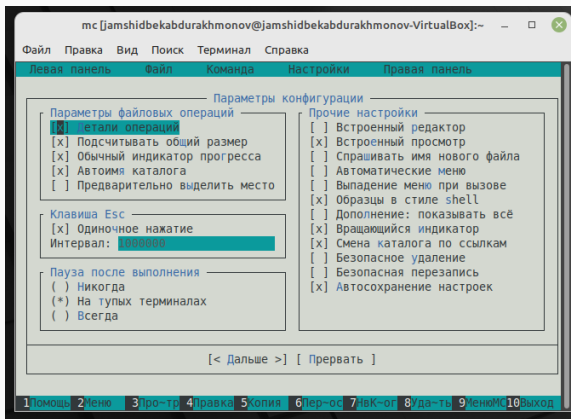 mc [jamshidbekabdurakhmonov@jamshidbekabdurakhmonov-VirtualBox]:~
Файл Правка Вид Поиск Терминал Справка
Левая панель Файл Команда Настройки Правая панель
Параметры конфигурации
Параметры файловых операций
[x] Детали операций
[x] Подсчитывать общий размер
[x] Обычный индикатор прогресса
[x] Автоимя каталога
[ ] Предварительно выделить место
Клавиша Esc
[x] Одиночное нажатие
Интервал: 1000000
Пауза после выполнения
( ) Никогда
(*) На тупых терминалах
( ) Всегда
Прочие настройки
[ ] Встроенный редактор
[x] Встроенный просмотр
[ ] Спрашивать имя нового файла
[ ] Автоматические меню
[ ] Выпадение меню при вызове
[x] Образцы в стиле shell
[ ] Дополнение: показывать всё
[x] Вращающийся индикатор
[x] Смена каталога по ссылкам
[ ] Безопасное удаление
[ ] Безопасная перезапись
[x] Автосохранение настроек
[< Дальше >] [ Прервать ]
1Помощь 2Меню 3Про~тр 4Правка 5Копия 6Пер~ос 7НвК~ог 8Уда~ть 9МенюМС 10Выход